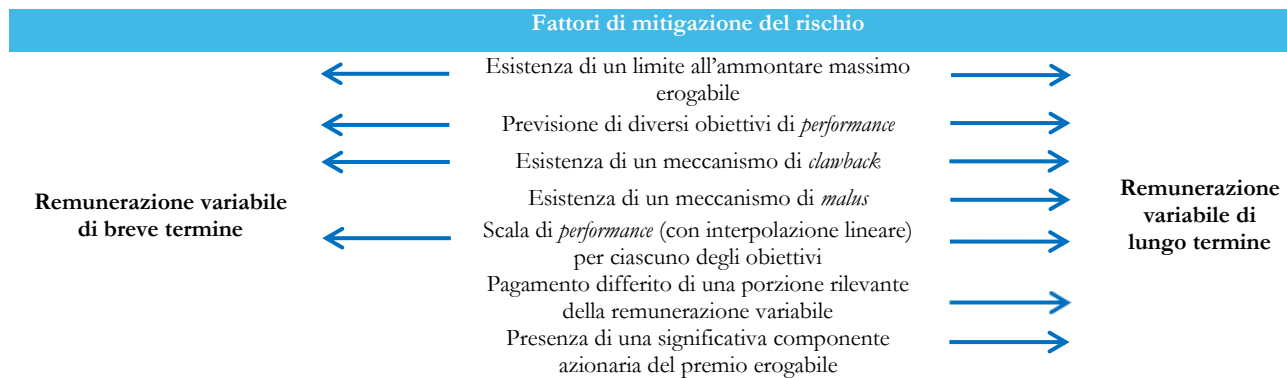 Fattori di mitigazione del rischio
Esistenza di un limite all’ammontare massimo
erogabile
Previsione di diversi obiettivi di performance
Esistenza di un meccanismo di clawback
Esistenza di un meccanismo di malus
Scala di performance (con interpolazione lineare)
per ciascuno degli obiettivi
Pagamento differito di una porzione rilevante
della remunerazione variabile
Presenza di una significativa componente
azionaria del premio erogabile
Remunerazione variabile
di breve termine
Remunerazione
variabile di
lungo termine